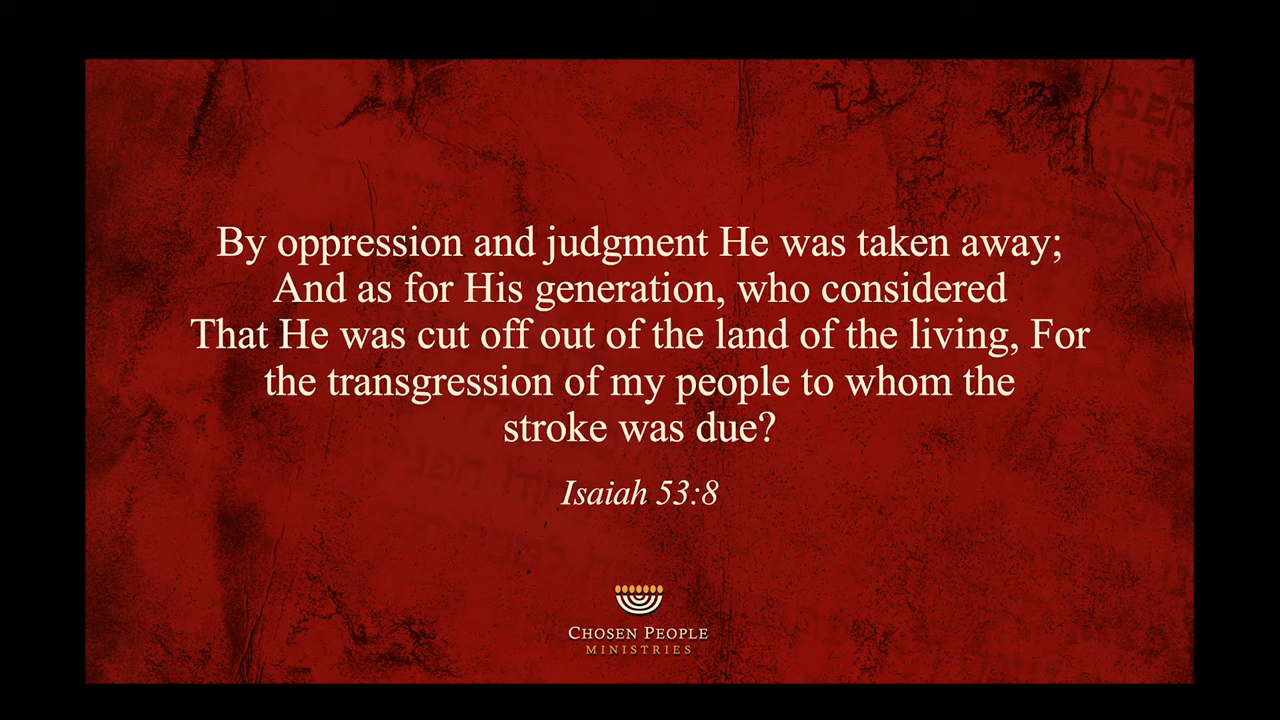 By oppression and judgment He was taken away;
And as for His generation, who considered
That He was cut off out of the land of the living, For
the transgression of my people to whom the
stroke was due?
Isaiah 53:8
CHOSEN PEOPLE
MINISTRIES